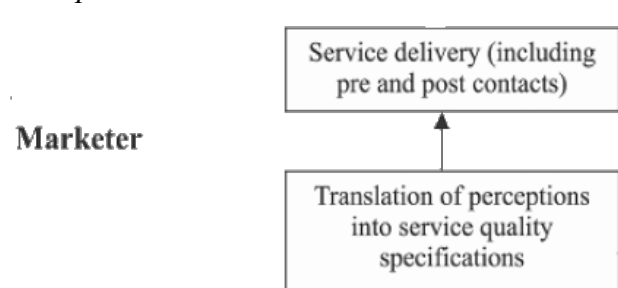 Service delivery (including
pre and post contacts)
Marketer
Translation of perceptions
into service quality
specifications